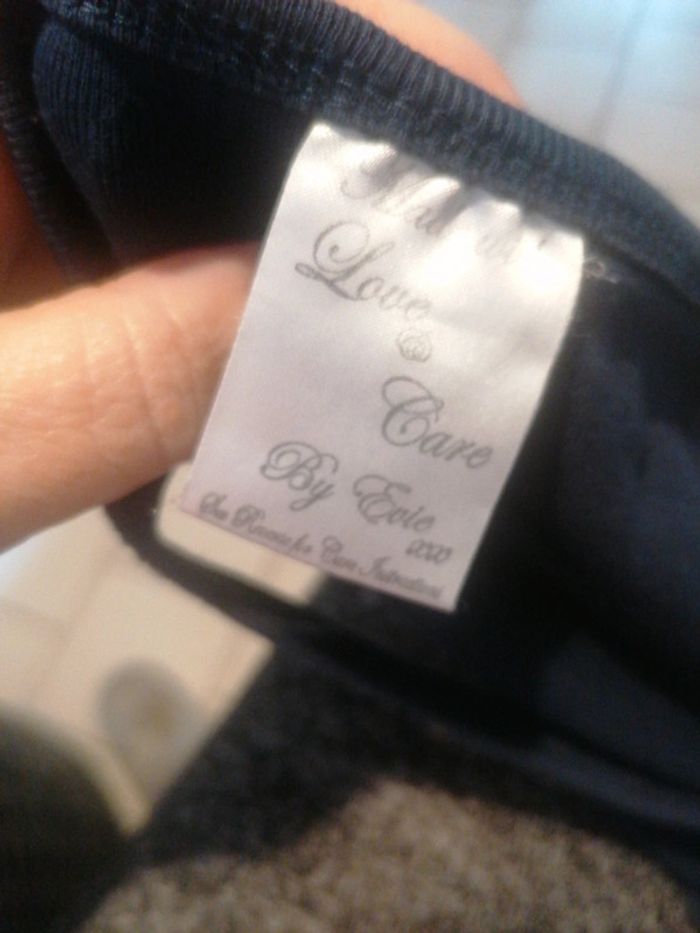 Love
Care
By Evie
xxx
See Reverse for Care Instructions